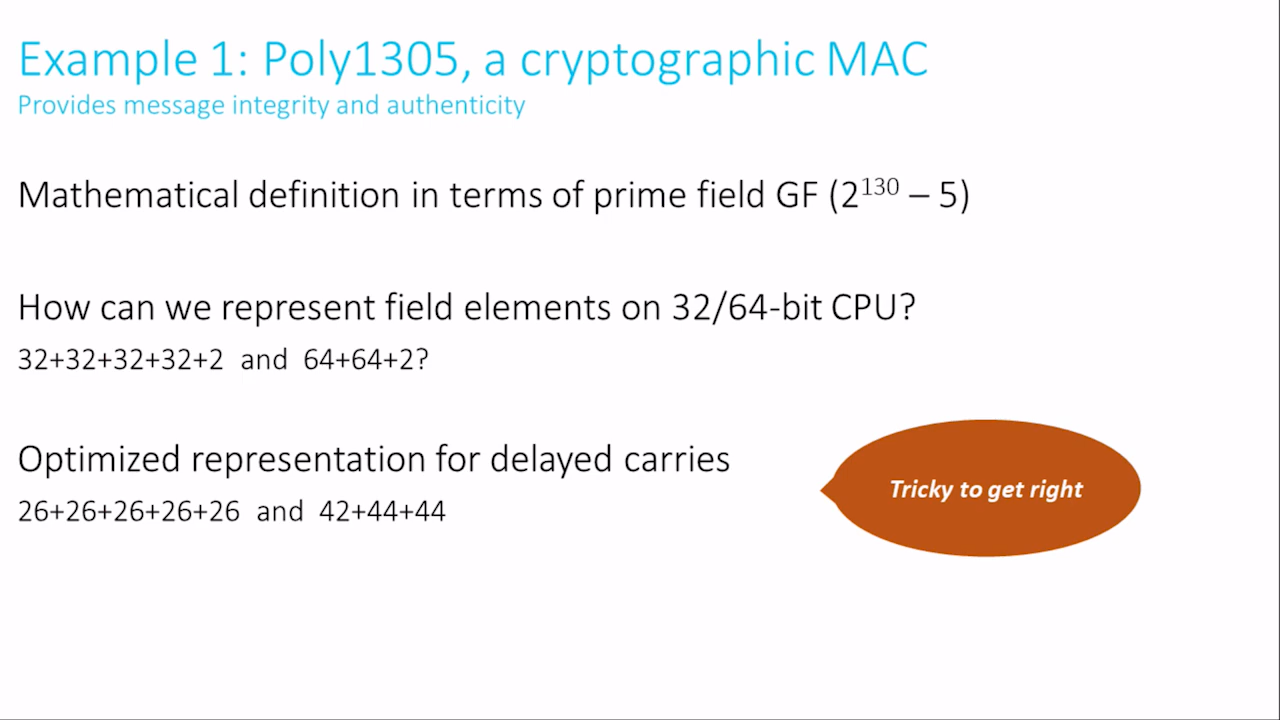 Example 1: Poly1305, a cryptographic MAC
Provides message integrity and authenticity
Mathematical definition in terms of prime field GF (2¹³⁰ – 5)
How can we represent field elements on 32/64-bit CPU?
32+32+32+32+2 and 64+64+2?
Optimized representation for delayed carries
26+26+26+26+26 and 42+44+44
Tricky to get right